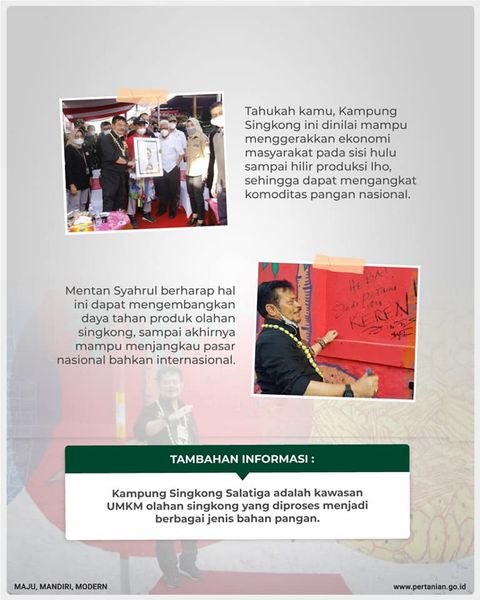 Tahukah kamu, Kampung
Singkong ini dinilai mampu
menggerakkan ekonomi
masyarakat pada sisi hulu
sampai hilir produksi lho,
sehingga dapat mengangkat
komoditas pangan nasional.
Mentan Syahrul berharap hal
ini dapat mengembangkan
daya tahan produk olahan
singkong, sampai akhirnya
mampu menjangkau pasar
nasional bahkan internasional.
KEREN!
TAMBAHAN INFORMASI :
Kampung Singkong Salatiga adalah kawasan
UMKM olahan singkong yang diproses menjadi
berbagai jenis bahan pangan.
MAJU, MANDIRI, MODERN
www.pertanian.go.id